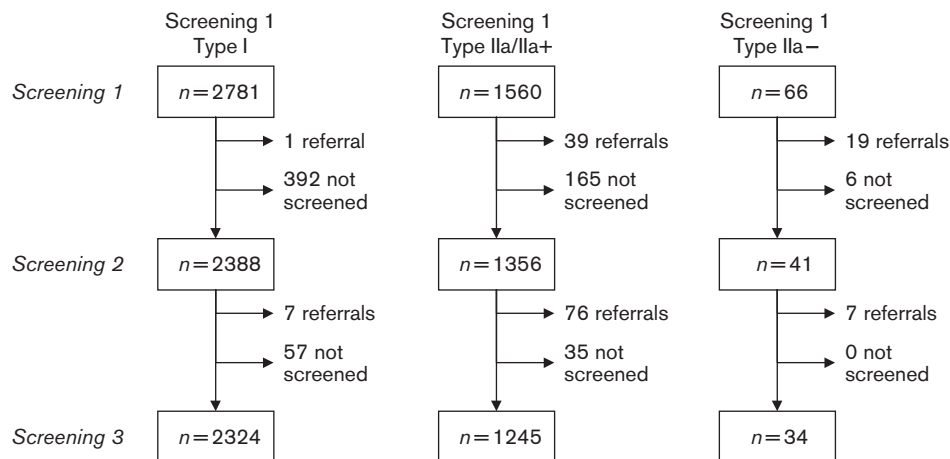 Screening 1
Type I
Screening 1
Type IIa/IIa+
Screening 1
Type IIa−
Screening 1
n=2781
n=1560
n=66
1 referral
39 referrals
19 referrals
392 not
screened
165 not
screened
6 not
screened
Screening 2
n=2388
n=1356
n=41
7 referrals
76 referrals
7 referrals
57 not
screened
35 not
screened
0 not
screened
Screening 3
n=2324
n=1245
n=34